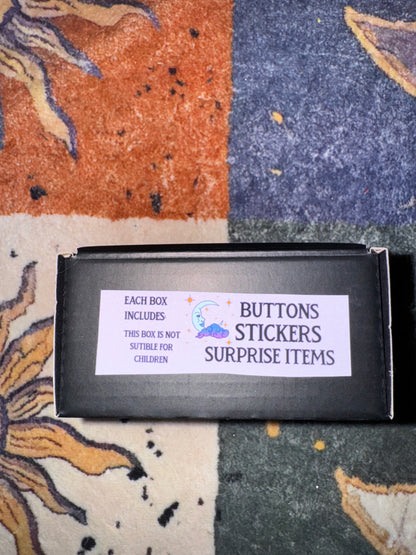 EACH BOX
INCLUDES
THIS BOX IS NOT
SUTIBLE FOR
CHILDREN
BUTTONS
STICKERS
SURPRISE ITEMS